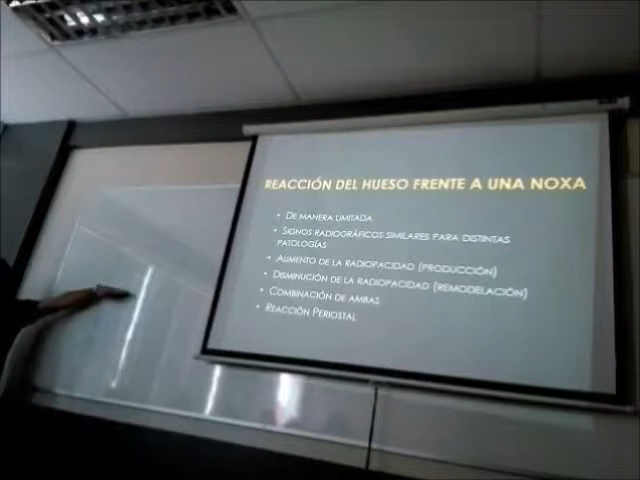 REACCIÓN DEL HUESO FRENTE A UNA NOXA
• DE MANERA LIMITADA
• SIGNOS RADIOGRÁFICOS SIMILARES PARA DISTINTAS
PATOLOGÍAS
• AUMENTO DE LA RADIOPACIDAD (PRODUCCIÓN)
• DISMINUCIÓN DE LA RADIOPACIDAD (REMODELACIÓN)
• COMBINACIÓN DE AMBAS
• REACCIÓN PERIOSTAL